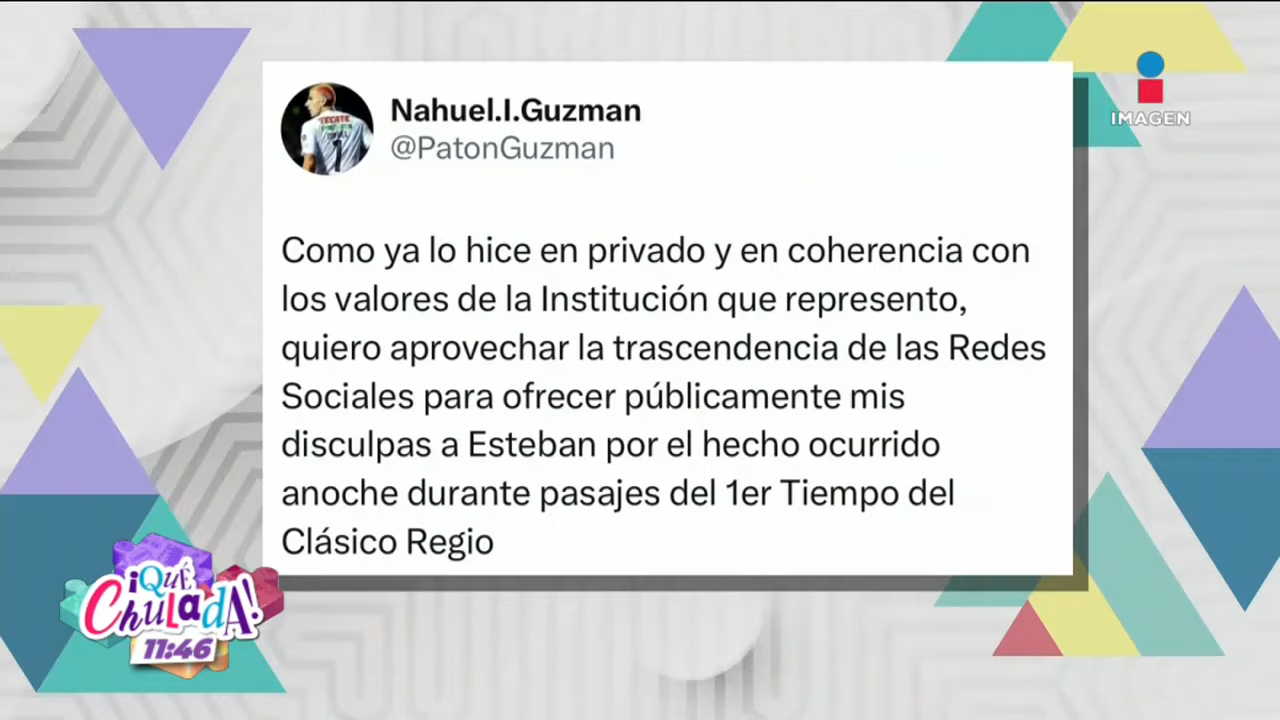 Nahuel.I.Guzman
@PatonGuzman
Como ya lo hice en privado y en coherencia con
los valores de la Institución que represento,
quiero aprovechar la trascendencia de las Redes
Sociales para ofrecer públicamente mis
disculpas a Esteban por el hecho ocurrido
anoche durante pasajes del 1er Tiempo del
Clásico Regio
IMAGEN
¡QUÉ
ChuLadA!
11:46
TECATE